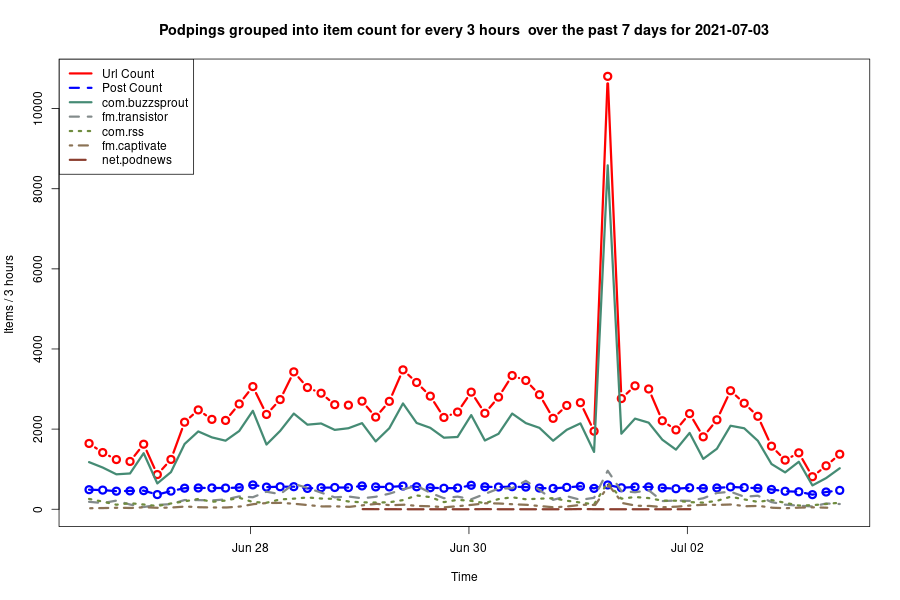 Podpings grouped into item count for every 3 hours  over the past 7 days for 2021-07-03
Url Count
Post Count
com.buzzsprout
fm.transistor
com.rss
fm.captivate
net.podnews
Items / 3 hours
10000
8000
6000
4000
2000
0
Jun 28
Jun 30
Jul 02
Time